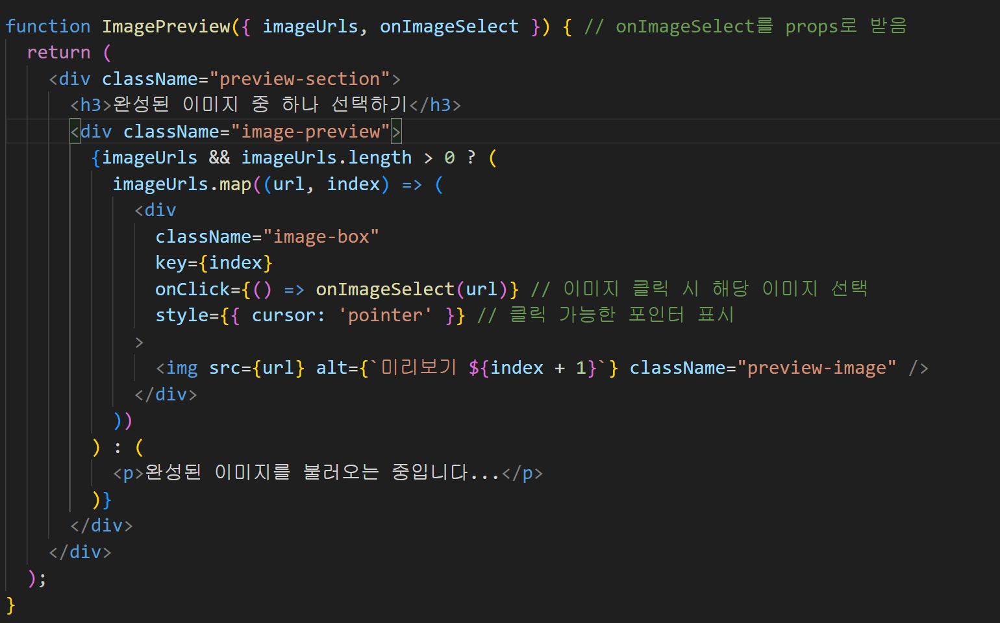 function ImagePreview({ imageUrls, onImageSelect }) { // onImageSelect를 props로 받음
  return (
    <div className="preview-section">
      <h3>완성된 이미지 중 하나 선택하기</h3>
      <div className="image-preview">
        {imageUrls && imageUrls.length > 0 ? (
          imageUrls.map((url, index) => (
            <div
              className="image-box"
              key={index}
              onClick={() => onImageSelect(url)} // 이미지 클릭 시 해당 이미지 선택
              style={{ cursor: 'pointer' }} // 클릭 가능한 포인터 표시
            >
              <img src={url} alt={`미리보기 ${index + 1}`} className="preview-image" />
            </div>
          ))
        ) : (
          <p>완성된 이미지를 불러오는 중입니다...</p>
        )}
      </div>
    </div>
  );
}